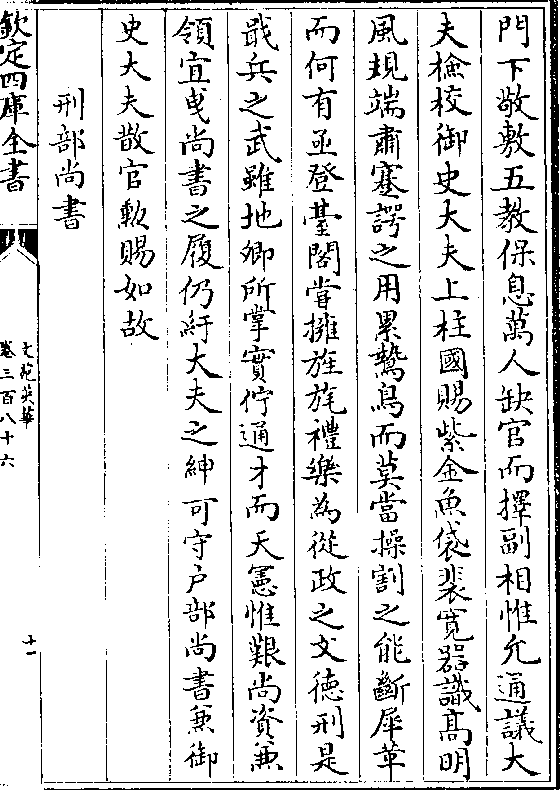 門下敬敷五教保息萬人缺官而擇副相惟允通議大
夫檢校御史大夫上柱國賜紫金魚袋裴寛器識髙明
風規端肅蹇諤之用累鷙鳥而莫當操割之能斷犀革
而何有亟登臺閣嘗擁旌旄禮樂為從政之文德刑是
戢兵之武雖地卿所掌實佇通才而天憲惟艱尚資兼
領宜曵尚書之履仍紆大夫之紳可守户部尚書兼御
史大夫散官勲賜如故
刑部尚書
欽定四庫全書
文苑英華
卷三百八十六
十一